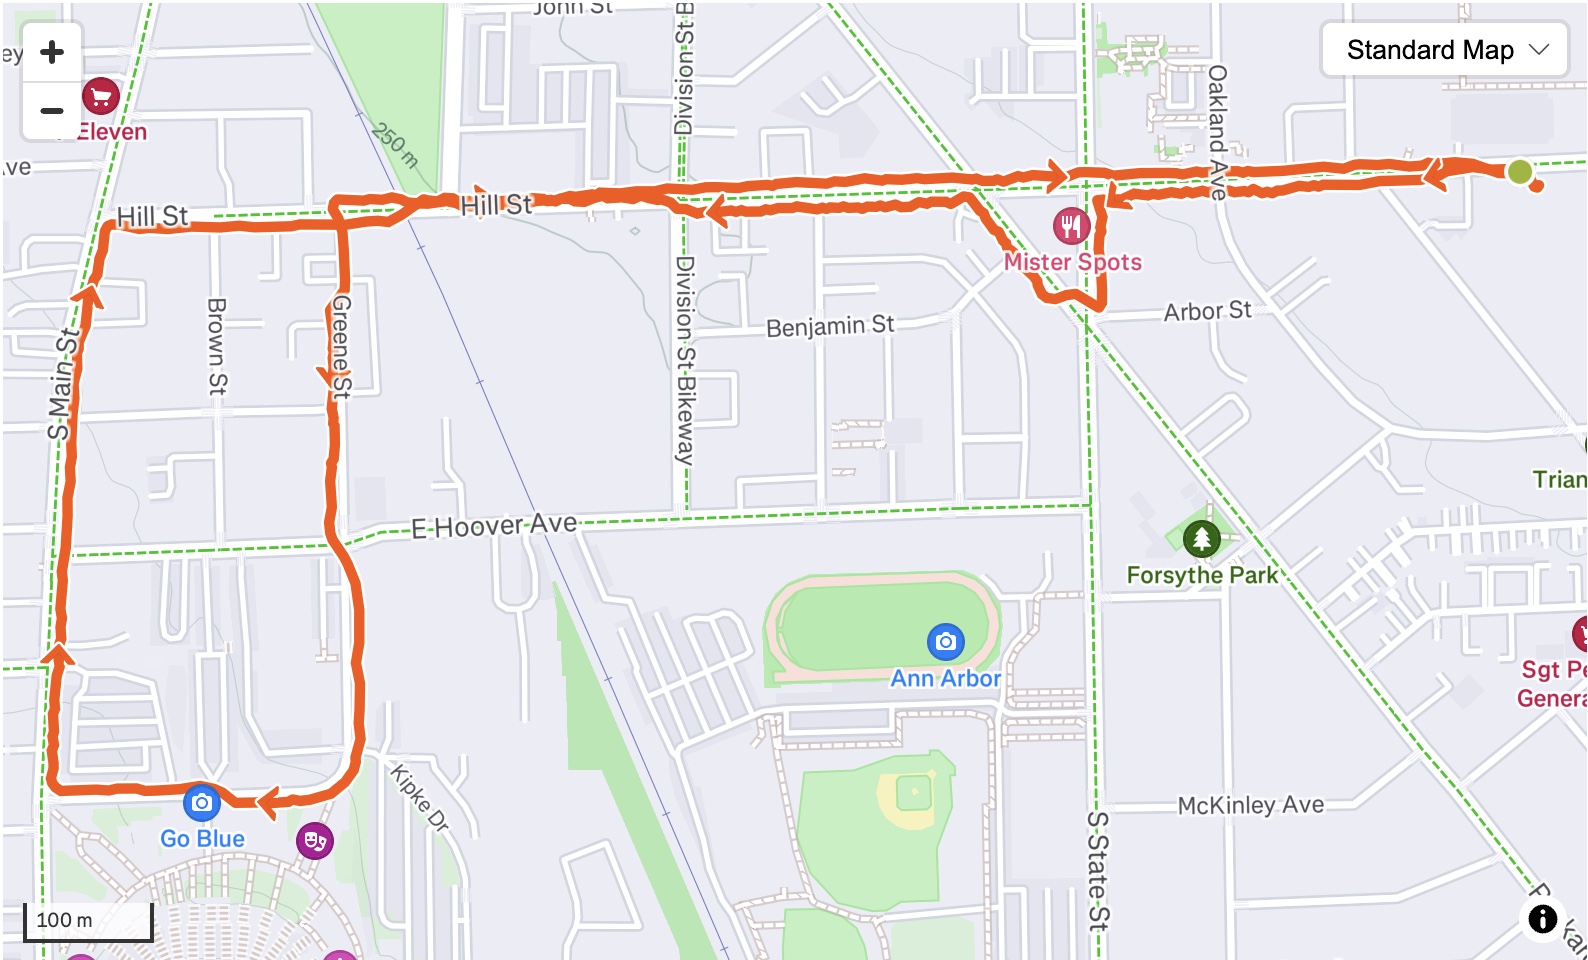 John St
Division St B
ey
+
−
Standard Map
Eleven
250 m
Oakland Ave
Ave
Hill St
Hill St
Mister Spots
Greene St
Brown St
Division St Bikeway
Benjamin St
Arbor St
S Main St
E Hoover Ave
Trian
Forsythe Park
Ann Arbor
Sgt Pe
Genera
Kipke Dr
McKinley Ave
Go Blue
S State St
100 m
i